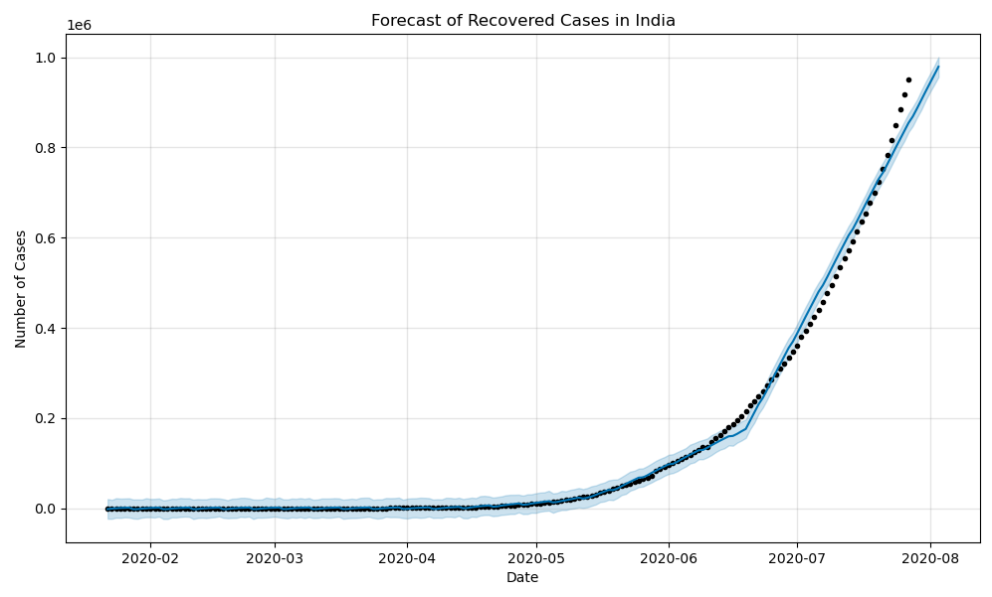 Forecast of Recovered Cases in India
1e6
1.0
0.8
0.6
0.4
0.2
0.0
Number of Cases
2020-02 2020-03 2020-04 2020-05 2020-06 2020-07 2020-08
Date